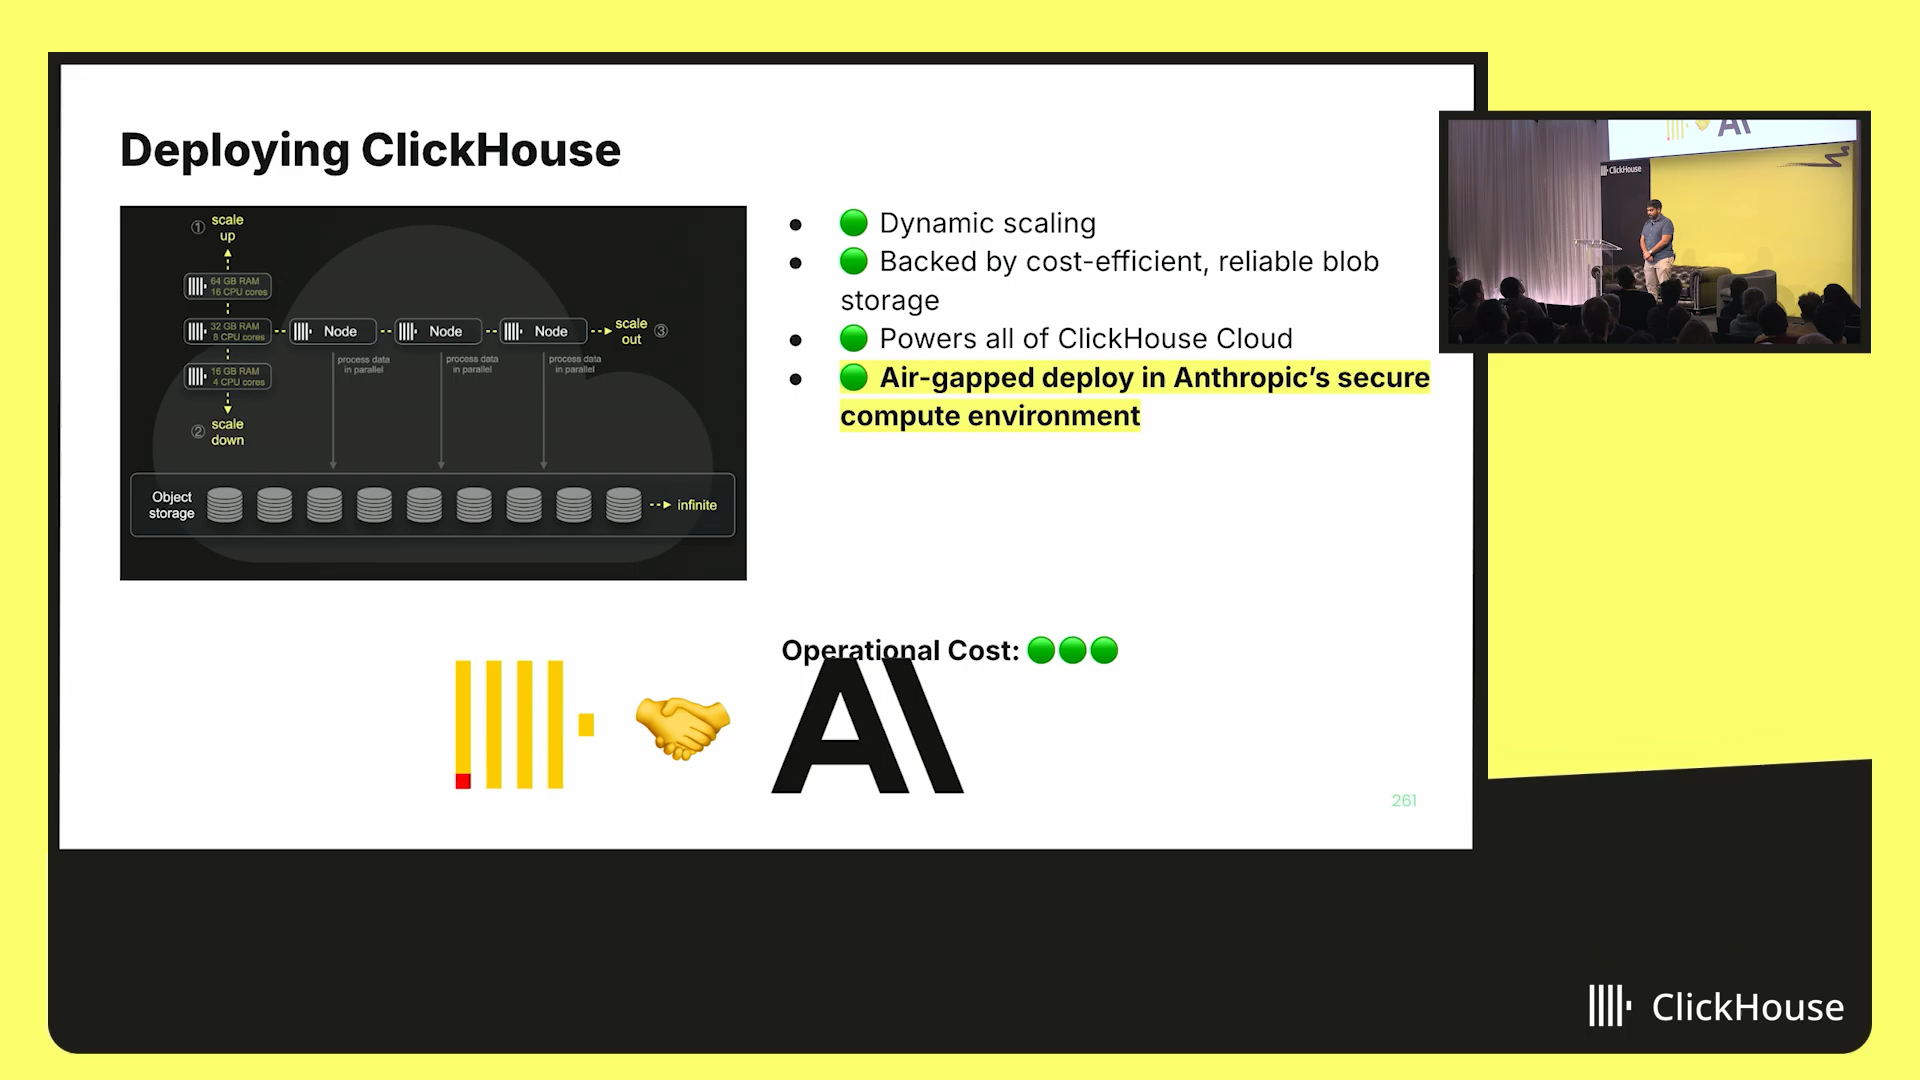 Deploying ClickHouse
① scale
up
64 GB RAM
16 CPU cores
32 GB RAM
8 CPU cores
16 GB RAM
4 CPU cores
② scale
down
Node
Node
Node
scale
out ③
process data
in parallel
process data
in parallel
process data
in parallel
Object
storage
infinite
• 🟢 Dynamic scaling
• 🟢 Backed by cost-efficient, reliable blob
storage
• 🟢 Powers all of ClickHouse Cloud
• 🟢 Air-gapped deploy in Anthropic’s secure
compute environment
Operational Cost: 🟢🟢🟢
A\
261
AI
ClickHouse
ClickHouse